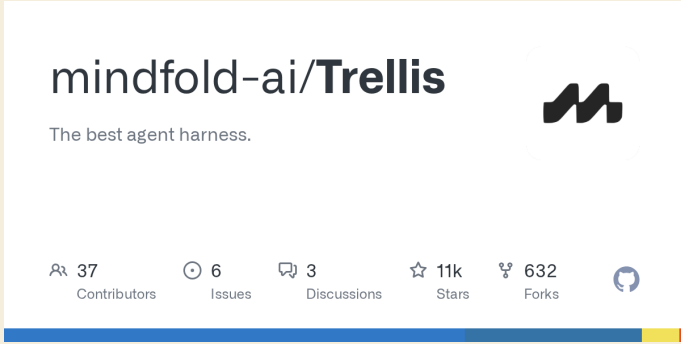 mindfold-ai/Trellis
The best agent harness.
37
Contributors
6
Issues
3
Discussions
11k
Stars
632
Forks